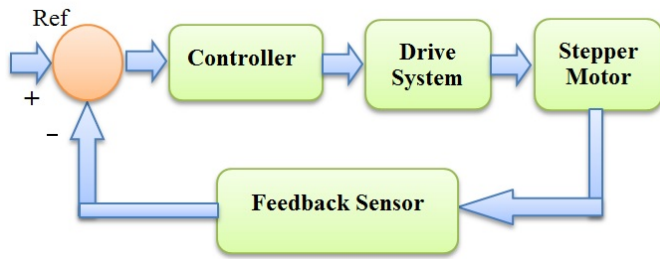 Ref
+
−
Controller
Drive
System
Stepper
Motor
Feedback Sensor